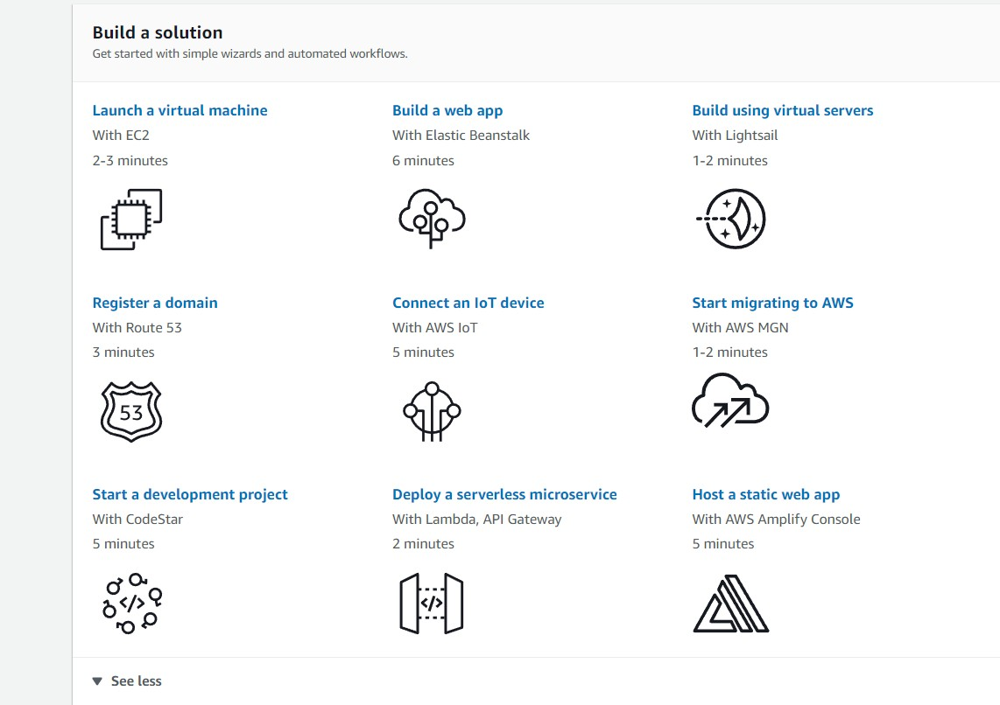 Build a solution
Get started with simple wizards and automated workflows.
Launch a virtual machine
With EC2
2-3 minutes
Build a web app
With Elastic Beanstalk
6 minutes
Build using virtual servers
With Lightsail
1-2 minutes
Register a domain
With Route 53
3 minutes
53
Connect an IoT device
With AWS IoT
5 minutes
Start migrating to AWS
With AWS MGN
1-2 minutes
Start a development project
With CodeStar
5 minutes
</>
Deploy a serverless microservice
With Lambda, API Gateway
2 minutes
</>
Host a static web app
With AWS Amplify Console
5 minutes
See less